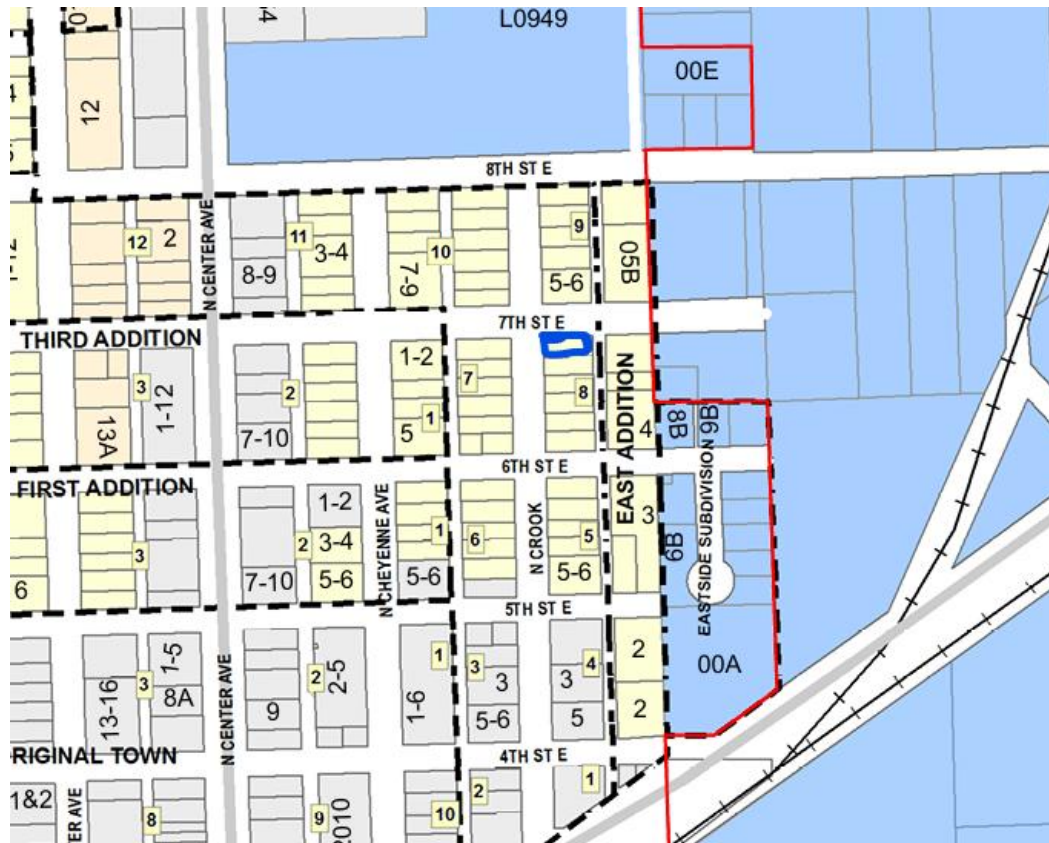 L0949
00E
12
8TH ST E
N CENTER AVE
12
2
11
3-4
8-9
10
7-9
9
5-6
05B
7TH ST E
THIRD ADDITION
1-2
3
1-12
13A
2
7-10
1
5
7
8
EAST ADDITION
4
8B
9B
6TH ST E
FIRST ADDITION
1-2
3-4
5-6
2
7-10
3
6
N CHEYENNE AVE
1
5-6
6
N CROOK
5
5-6
3
9B
EASTSIDE SUBDIVISION
5TH ST E
00A
1-5
8A
3
13-16
N CENTER AVE
9
2
2-5
1
1-6
3
3
5-6
4
3
5
2
2
RIGINAL TOWN
4TH ST E
1&2
ER AVE
8
9
2010
10
2
1